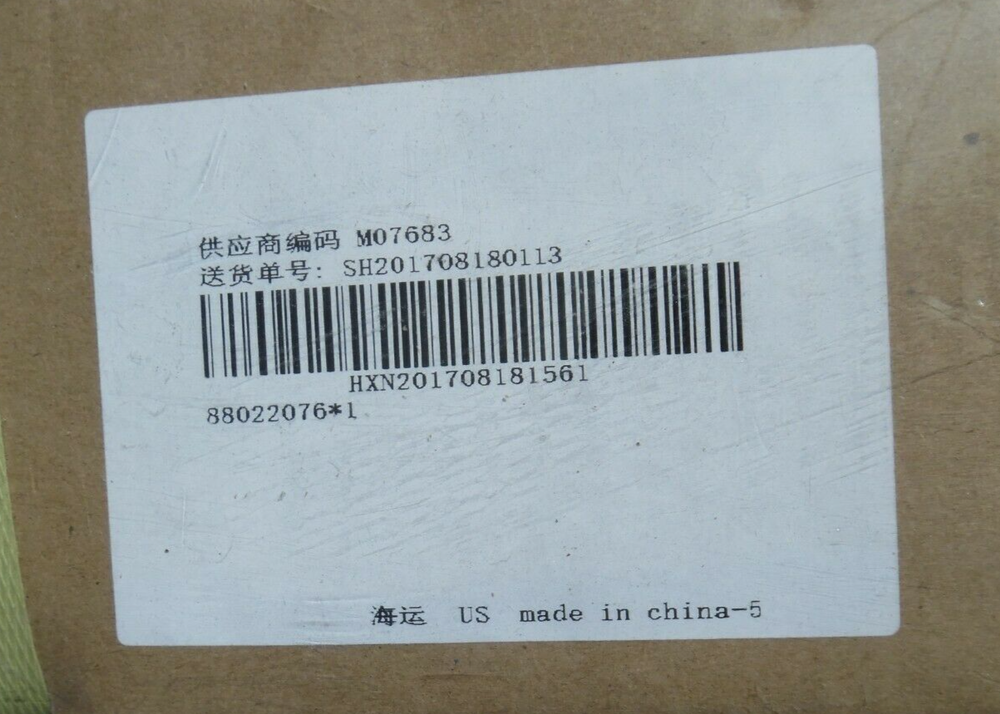 供应商编码 M07683
送货单号: SH201708180113
HXN201708181561
88022076*1
海运 US made in china-5